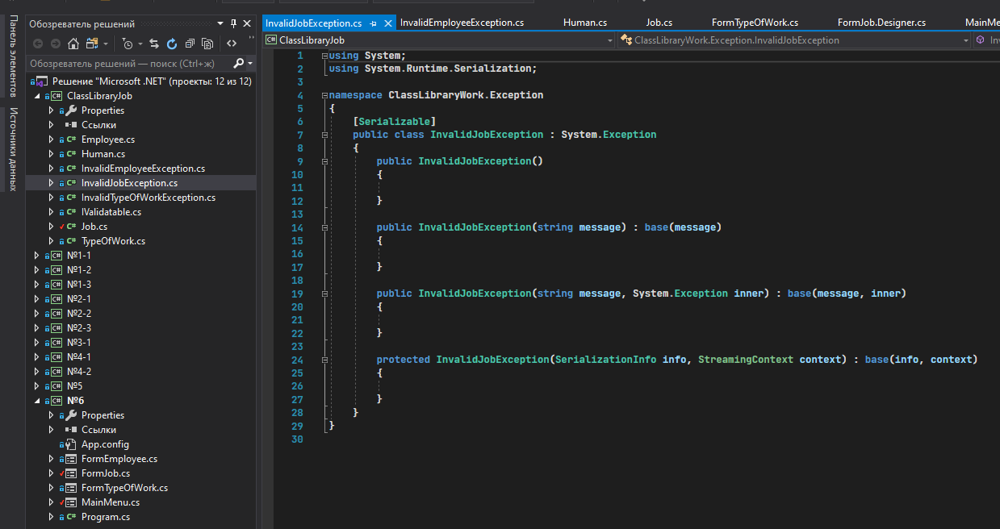 Панель элементов
Источники данных
Обозреватель решений
Обозреватель решений — поиск (Ctrl+ж)
Решение "Microsoft .NET" (проекты: 12 из 12)
ClassLibraryJob
Properties
Ссылки
Employee.cs
Human.cs
InvalidEmployeeException.cs
InvalidJobException.cs
InvalidTypeOfWorkException.cs
IValidatable.cs
Job.cs
TypeOfWork.cs
№1-1
№1-2
№1-3
№2-1
№2-2
№2-3
№3-1
№4-1
№4-2
№5
№6
Properties
Ссылки
App.config
FormEmployee.cs
FormJob.cs
FormTypeOfWork.cs
MainMenu.cs
Program.cs
InvalidJobException.cs InvalidEmployeeException.cs Human.cs Job.cs FormTypeOfWork.cs FormJob.Designer.cs MainMe
ClassLibraryJob ClassLibraryWork.Exception.InvalidJobException Inv
1 using System;
2 using System.Runtime.Serialization;
3
4 namespace ClassLibraryWork.Exception
5 {
6 [Serializable]
7 public class InvalidJobException : System.Exception
8 {
9 public InvalidJobException()
10 {
11
12 }
13
14 public InvalidJobException(string message) : base(message)
15 {
16
17 }
18
19 public InvalidJobException(string message, System.Exception inner) : base(message, inner)
20 {
21
22 }
23
24 protected InvalidJobException(SerializationInfo info, StreamingContext context) : base(info, context)
25 {
26
27 }
28 }
29 }
30